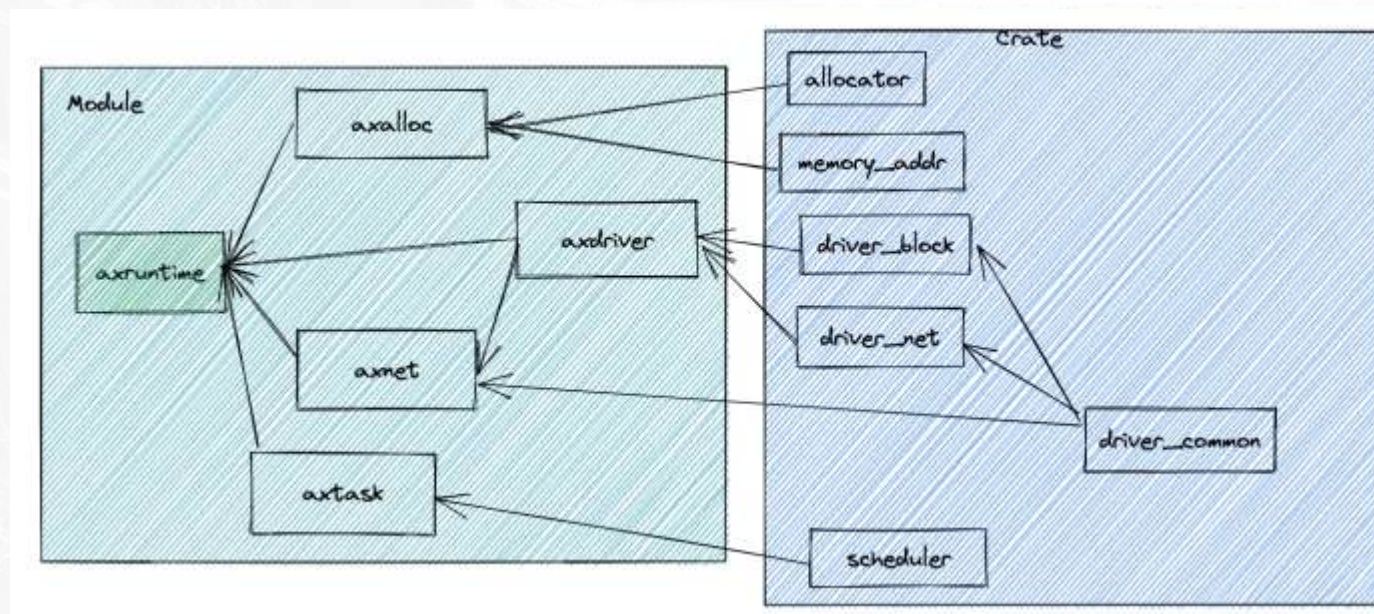 Crate
Module
allocator
axalloc
memory_addr
axdriver
driver_block
axruntime
driver_net
axnet
driver_common
axtask
scheduler